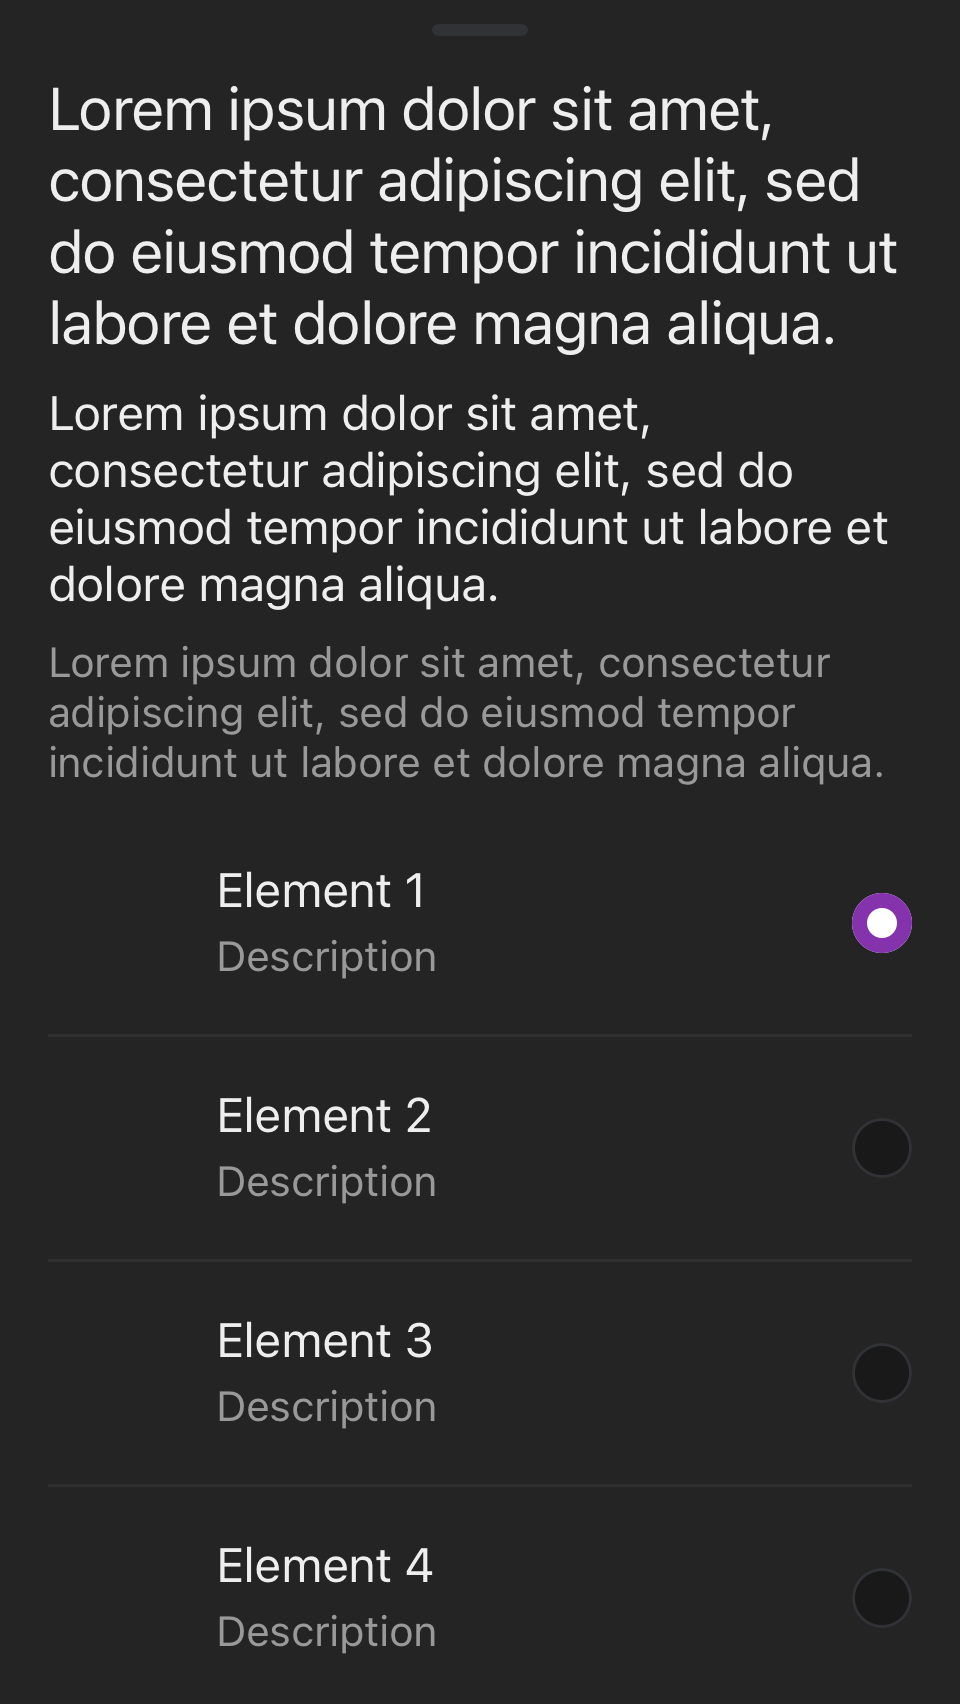 Lorem ipsum dolor sit amet,
consectetur adipiscing elit, sed
do eiusmod tempor incididunt ut
labore et dolore magna aliqua.
Lorem ipsum dolor sit amet,
consectetur adipiscing elit, sed do
eiusmod tempor incididunt ut labore et
dolore magna aliqua.
Lorem ipsum dolor sit amet, consectetur
adipiscing elit, sed do eiusmod tempor
incididunt ut labore et dolore magna aliqua.
Element 1
Description
Element 2
Description
Element 3
Description
Element 4
Description